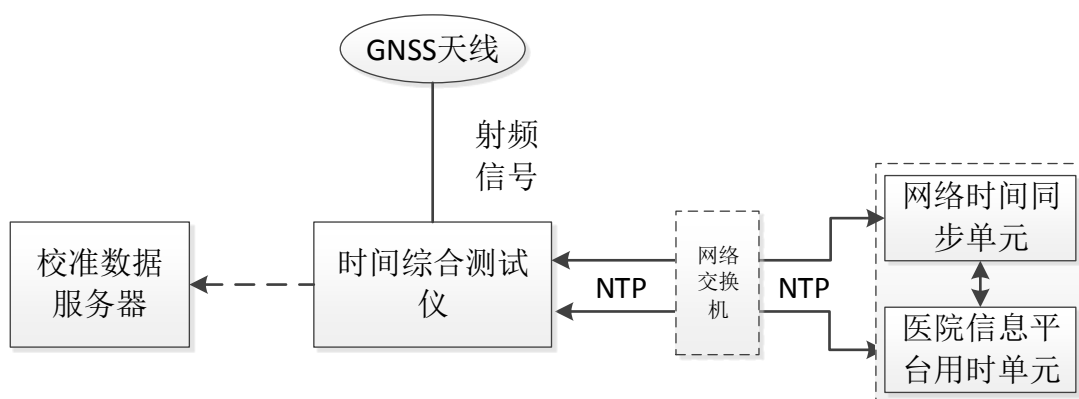 GNSS天线
射频
信号
校准数据
服务器
时间综合测试
仪
NTP
网络
交换
机
NTP
网络时间同
步单元
医院信息平
台用时单元